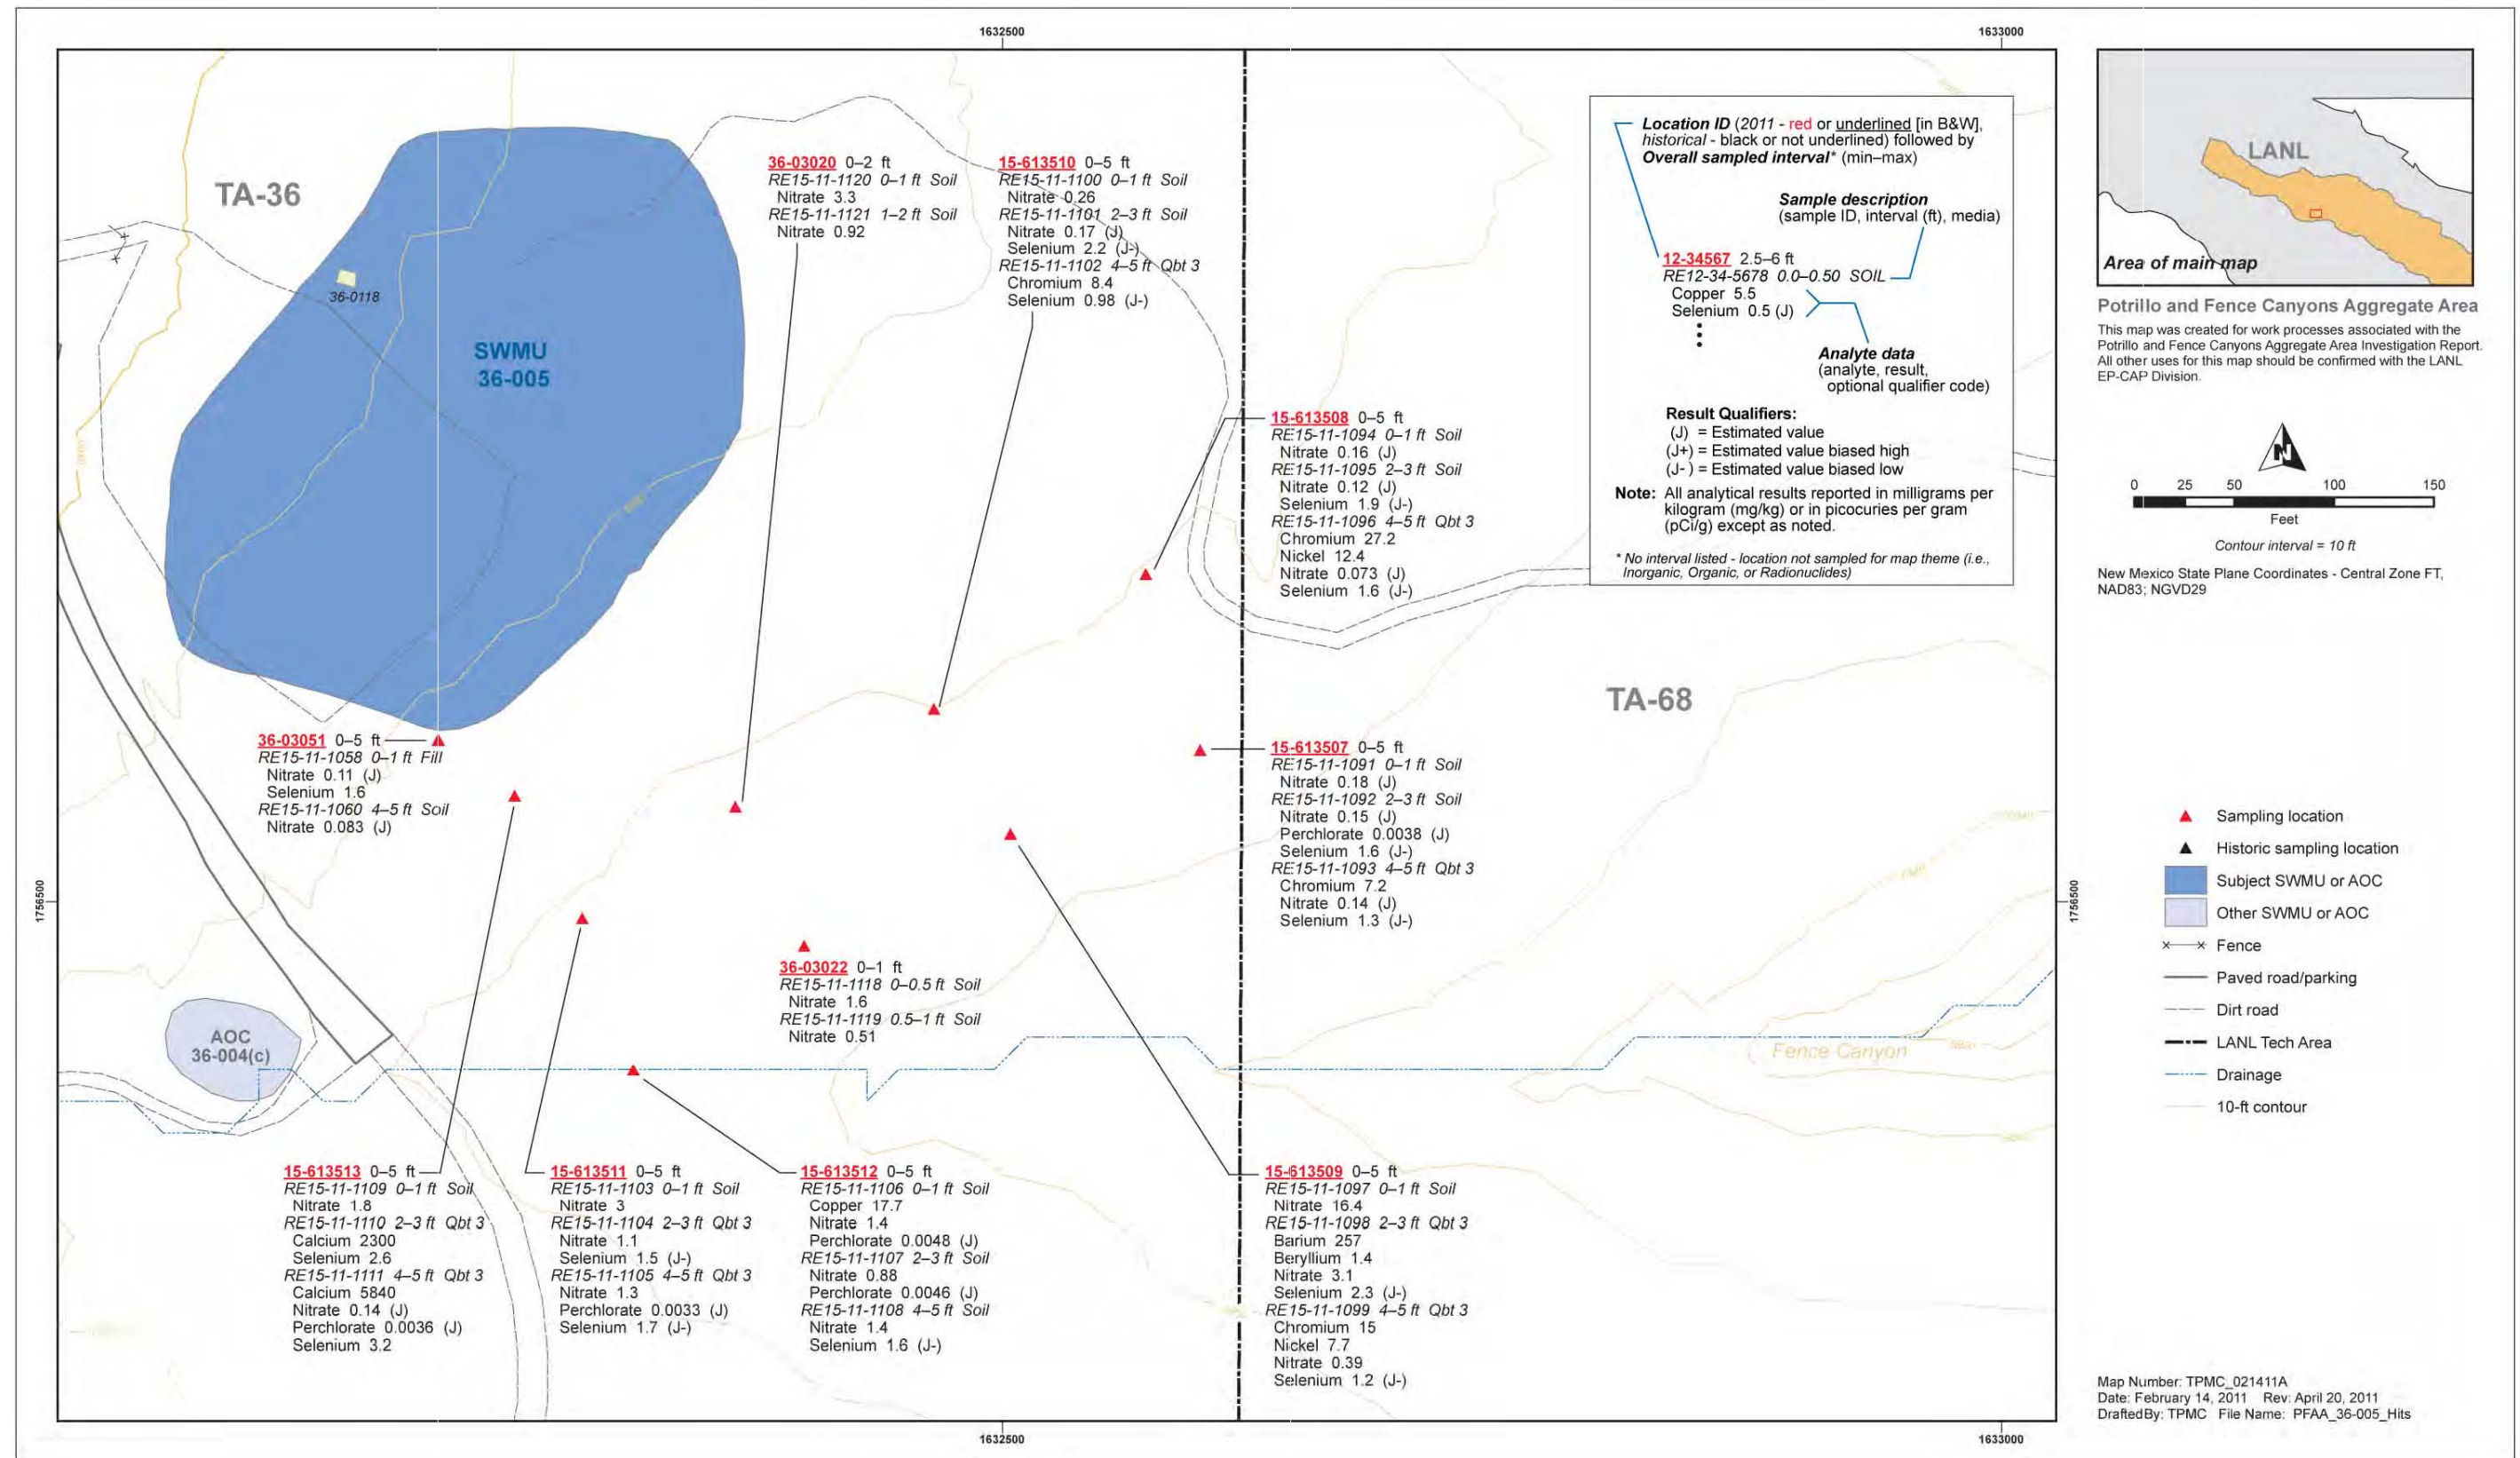 1632500
1633000
TA-36
36-0118
SWMU
36-005
36-03020 0–2 ft
RE15-11-1120 0–1 ft Soil
Nitrate 3.3
RE15-11-1121 1–2 ft Soil
Nitrate 0.92
15-613510 0–5 ft
RE15-11-1100 0–1 ft Soil
Nitrate 0.26
RE15-11-1101 2–3 ft Soil
Nitrate 0.17 (J)
Selenium 2.2 (J-)
RE15-11-1102 4–5 ft Qbt 3
Chromium 8.4
Selenium 0.98 (J-)
15-613508 0–5 ft
RE15-11-1094 0–1 ft Soil
Nitrate 0.16 (J)
RE15-11-1095 2–3 ft Soil
Nitrate 0.12 (J)
Selenium 1.9 (J-)
RE15-11-1096 4–5 ft Qbt 3
Chromium 27.2
Nickel 12.4
Nitrate 0.073 (J)
Selenium 1.6 (J-)
Location ID (2011 - red or underlined [in B&W],
historical - black or not underlined) followed by
Overall sampled interval* (min–max)
Sample description
(sample ID, interval (ft), media)
12-34567 2.5–6 ft
RE12-34-5678 0.0–0.50 SOIL
Copper 5.5
Selenium 0.5 (J)
Analyte data
(analyte, result,
optional qualifier code)
Result Qualifiers:
(J) = Estimated value
(J+) = Estimated value biased high
(J- ) = Estimated value biased low
Note: All analytical results reported in milligrams per
kilogram (mg/kg) or in picocuries per gram
(pCi/g) except as noted.
* No interval listed - location not sampled for map theme (i.e.,
Inorganic, Organic, or Radionuclides)
TA-68
36-03051 0–5 ft
RE15-11-1058 0–1 ft Fill
Nitrate 0.11 (J)
Selenium 1.6
RE15-11-1060 4–5 ft Soil
Nitrate 0.083 (J)
15-613507 0–5 ft
RE15-11-1091 0–1 ft Soil
Nitrate 0.18 (J)
RE15-11-1092 2–3 ft Soil
Nitrate 0.15 (J)
Perchlorate 0.0038 (J)
Selenium 1.6 (J-)
RE15-11-1093 4–5 ft Qbt 3
Chromium 7.2
Nitrate 0.14 (J)
Selenium 1.3 (J-)
1756500
1756500
36-03022 0–1 ft
RE15-11-1118 0–0.5 ft Soil
Nitrate 1.6
RE15-11-1119 0.5–1 ft Soil
Nitrate 0.51
AOC
36-004(c)
Fence Canyon
15-613513 0–5 ft
RE15-11-1109 0–1 ft Soil
Nitrate 1.8
RE15-11-1110 2–3 ft Qbt 3
Calcium 2300
Selenium 2.6
RE15-11-1111 4–5 ft Qbt 3
Calcium 5840
Nitrate 0.14 (J)
Perchlorate 0.0036 (J)
Selenium 3.2
15-613511 0–5 ft
RE15-11-1103 0–1 ft Soil
Nitrate 3
RE15-11-1104 2–3 ft Qbt 3
Nitrate 1.1
Selenium 1.5 (J-)
RE15-11-1105 4–5 ft Qbt 3
Nitrate 1.3
Perchlorate 0.0033 (J)
Selenium 1.7 (J-)
15-613512 0–5 ft
RE15-11-1106 0–1 ft Soil
Copper 17.7
Nitrate 1.4
Perchlorate 0.0048 (J)
RE15-11-1107 2–3 ft Soil
Nitrate 0.88
Perchlorate 0.0046 (J)
RE15-11-1108 4–5 ft Soil
Nitrate 1.4
Selenium 1.6 (J-)
15-613509 0–5 ft
RE15-11-1097 0–1 ft Soil
Nitrate 16.4
RE15-11-1098 2–3 ft Qbt 3
Barium 257
Beryllium 1.4
Nitrate 3.1
Selenium 2.3 (J-)
RE15-11-1099 4–5 ft Qbt 3
Chromium 15
Nickel 7.7
Nitrate 0.39
Selenium 1.2 (J-)
1632500
1633000
LANL
Area of main map
Potrillo and Fence Canyons Aggregate Area
This map was created for work processes associated with the
Potrillo and Fence Canyons Aggregate Area Investigation Report.
All other uses for this map should be confirmed with the LANL
EP-CAP Division.
N
0 25 50 100 150
Feet
Contour interval = 10 ft
New Mexico State Plane Coordinates - Central Zone FT,
NAD83; NGVD29
Sampling location
Historic sampling location
Subject SWMU or AOC
Other SWMU or AOC
Fence
Paved road/parking
Dirt road
LANL Tech Area
Drainage
10-ft contour
Map Number: TPMC_021411A
Date: February 14, 2011 Rev: April 20, 2011
DraftedBy: TPMC File Name: PFAA_36-005_Hits